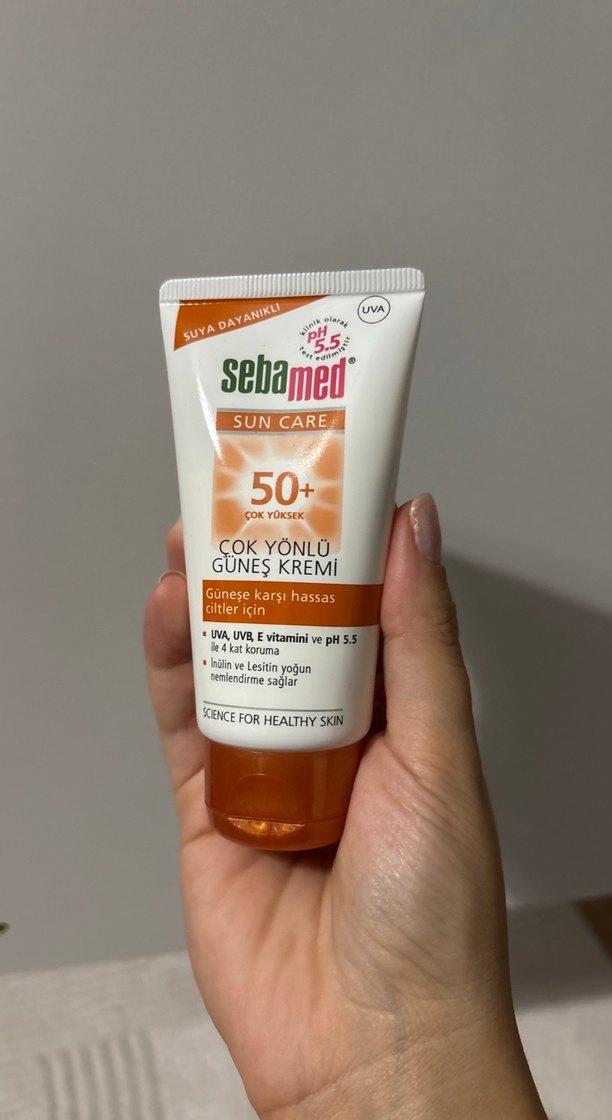 SUYA DAYANIKLI
UVA
klinik olarak
pH
5.5
test edilmiştir
sebamed®
SUN CARE
50+
ÇOK YÜKSEK
ÇOK YÖNLÜ
GÜNEŞ KREMİ
Güneşe karşı hassas
ciltler için
▪ UVA, UVB, E vitamini ve pH 5.5
ile 4 kat koruma
▪ İnülin ve Lesitin yoğun
nemlendirme sağlar
SCIENCE FOR HEALTHY SKIN